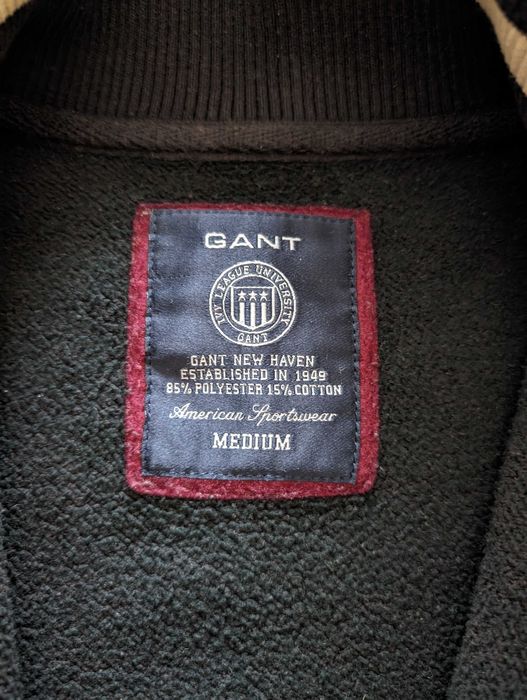 GANT
IVY LEAGUE UNIVERSITY
GANT
GANT NEW HAVEN
ESTABLISHED IN 1949
85% POLYESTER 15% COTTON
American Sportswear
MEDIUM